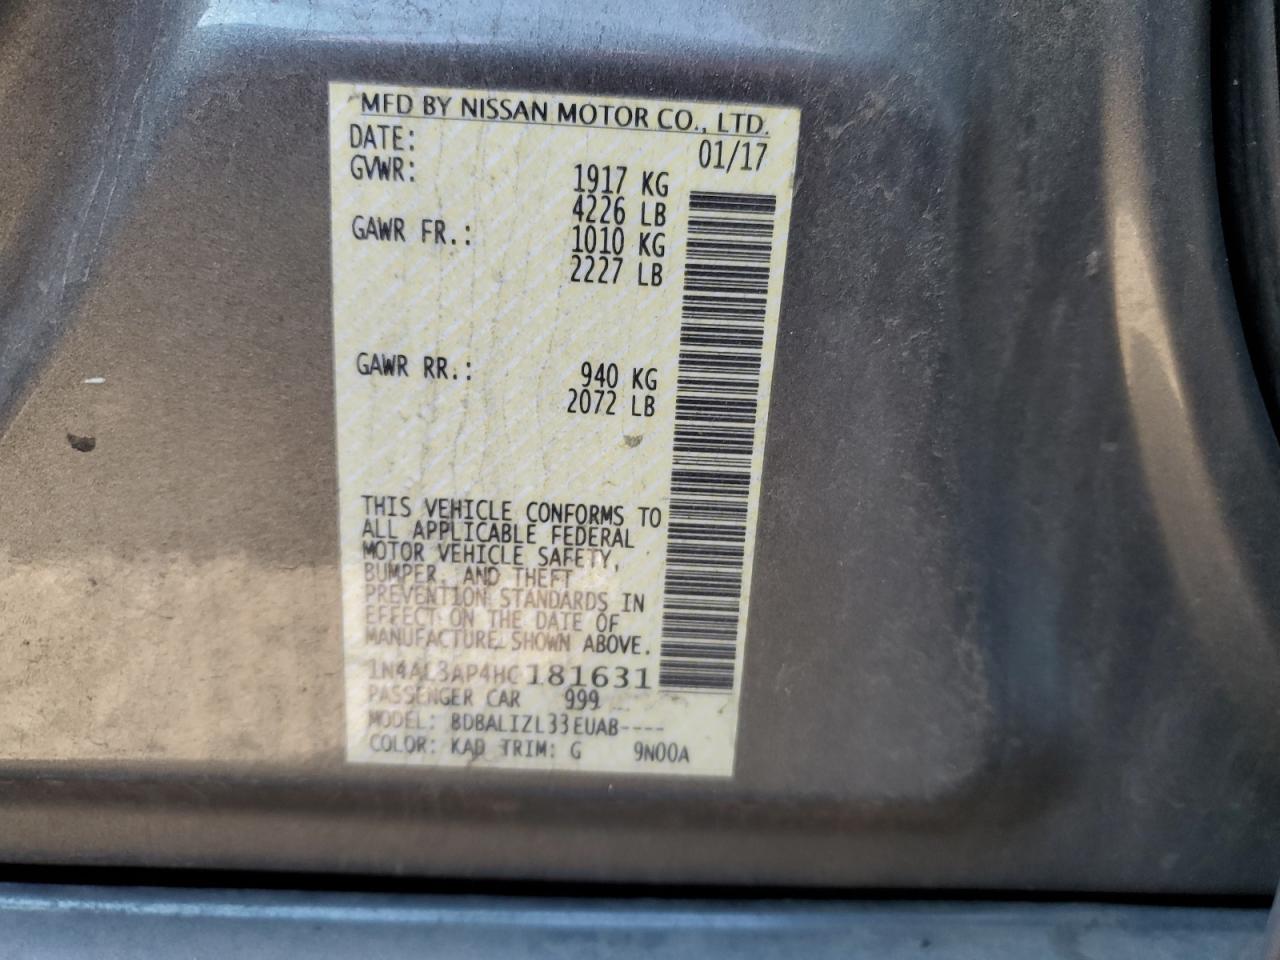 MFD BY NISSAN MOTOR CO., LTD.
DATE: 01/17
GVWR: 1917 KG
4226 LB
GAWR FR.: 1010 KG
2227 LB
GAWR RR.: 940 KG
2072 LB
THIS VEHICLE CONFORMS TO
ALL APPLICABLE FEDERAL
MOTOR VEHICLE SAFETY,
BUMPER, AND THEFT
PREVENTION STANDARDS IN
EFFECT ON THE DATE OF
MANUFACTURE SHOWN ABOVE.
1N4AL3AP4HC181631
PASSENGER CAR 999
MODEL: BDBALIZL33EUAB----
COLOR: KAD TRIM: G 9N00A